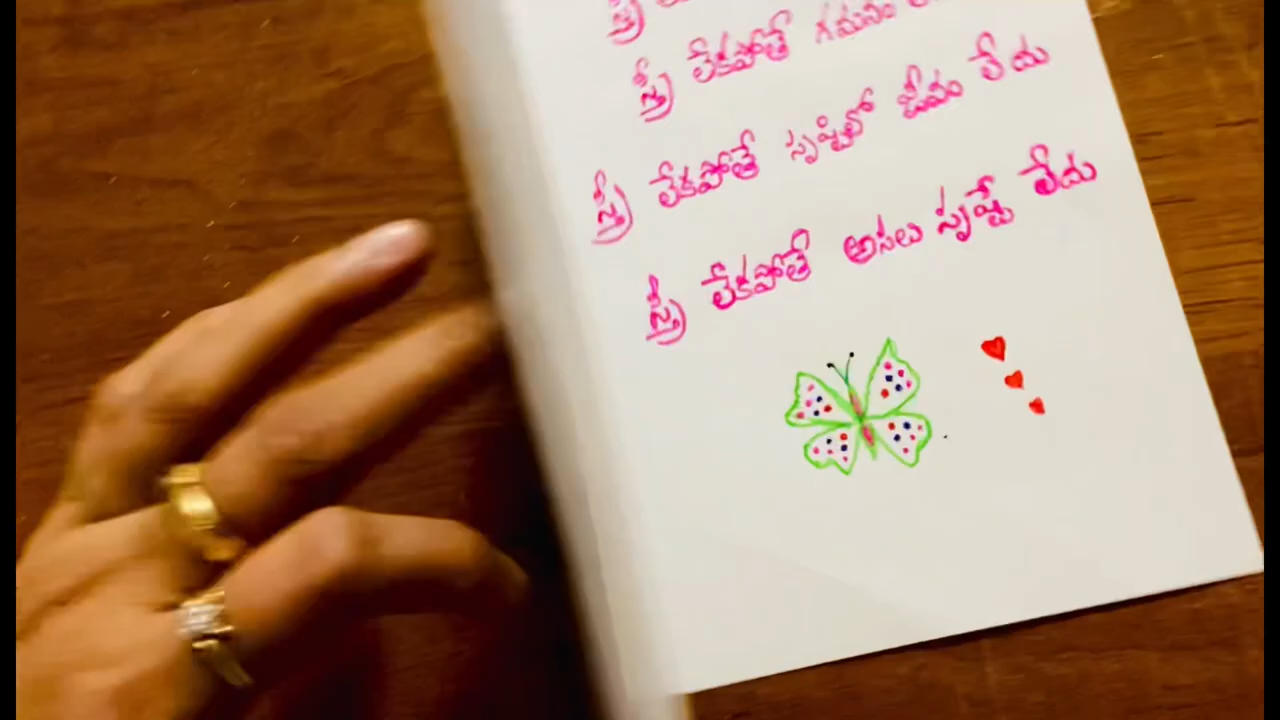 స్త్రీ
స్త్రీ లేకపోతే గమనం
స్త్రీ లేకపోతే సృష్టిలో జీవం లేదు
స్త్రీ లేకపోతే అసలు సృష్టే లేదు